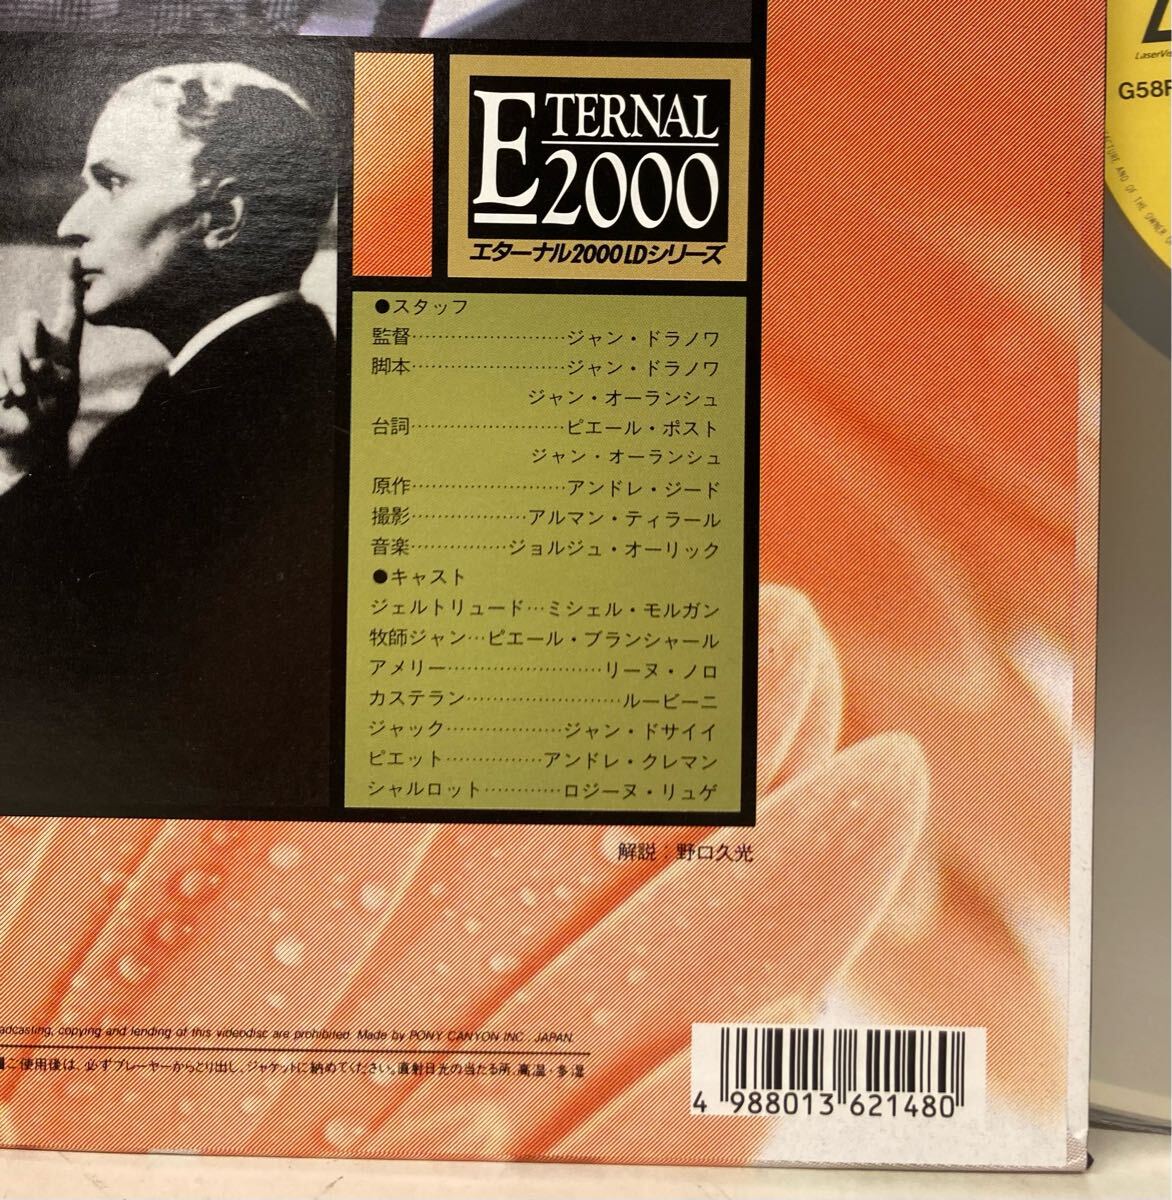 ETERNAL
2000
エターナル2000LDシリーズ
LaserVis
G58F
CTURE AND OF THE OWNER O
●スタッフ
監督……………………ジャン・ドラノワ
脚本……………………ジャン・ドラノワ
ジャン・オーランシュ
台詞……………………ピエール・ポスト
ジャン・オーランシュ
原作……………………アンドレ・ジード
撮影………………アルマン・ティラール
音楽……………ジョルジュ・オーリック
●キャスト
ジェルトリュード…ミシェル・モルガン
牧師ジャン…ピエール・ブランシャール
アメリー……………………リーヌ・ノロ
カステラン……………………ルービーニ
ジャック………………ジャン・ドサイイ
ピエット……………アンドレ・クレマン
シャルロット…………ロジーヌ・リュゲ
解説：野口久光
adcasting, copying and lending of this videodisc are prohibited. Made by PONY CANYON INC., JAPAN.
ご使用後は、必ずプレーヤーからとり出し、ジャケットに納めてください。直射日光の当たる所、高温・多湿
4 988013 621480